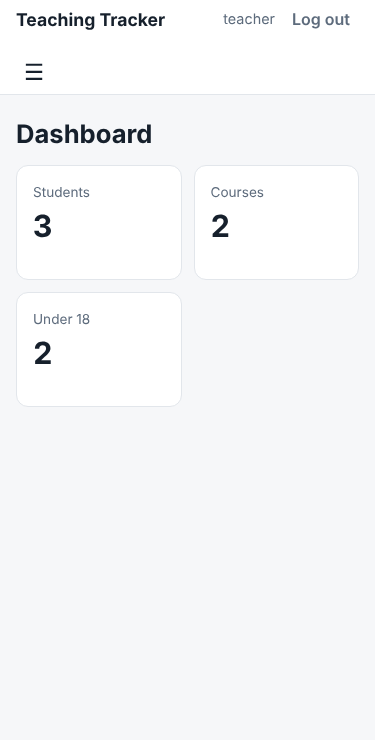 Teaching Tracker teacher Log out
☰
Dashboard
Students
3
Courses
2
Under 18
2